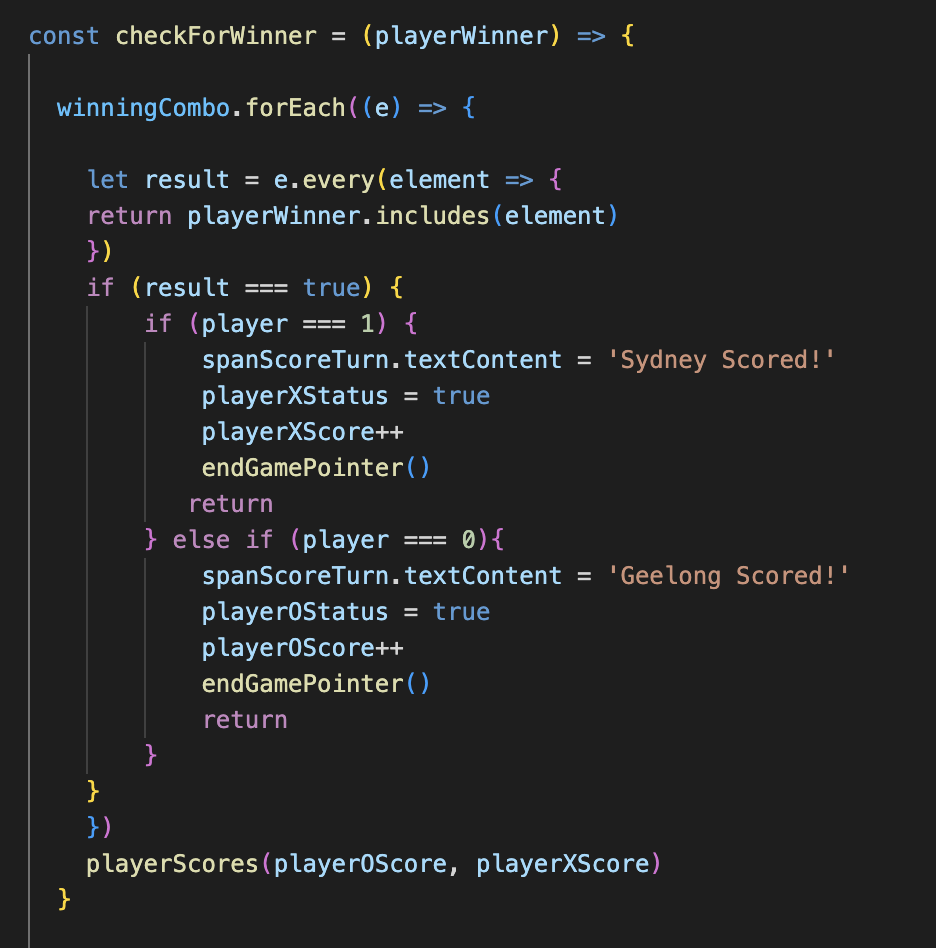 const checkForWinner = (playerWinner) => {
winningCombo.forEach((e) => {
let result = e.every(element => {
return playerWinner.includes(element)
})
if (result === true) {
if (player === 1) {
spanScoreTurn.textContent = 'Sydney Scored!'
playerXStatus = true
playerXScore++
endGamePointer()
return
} else if (player === 0){
spanScoreTurn.textContent = 'Geelong Scored!'
playerOStatus = true
playerOScore++
endGamePointer()
return
}
}
})
playerScores(playerOScore, playerXScore)
}